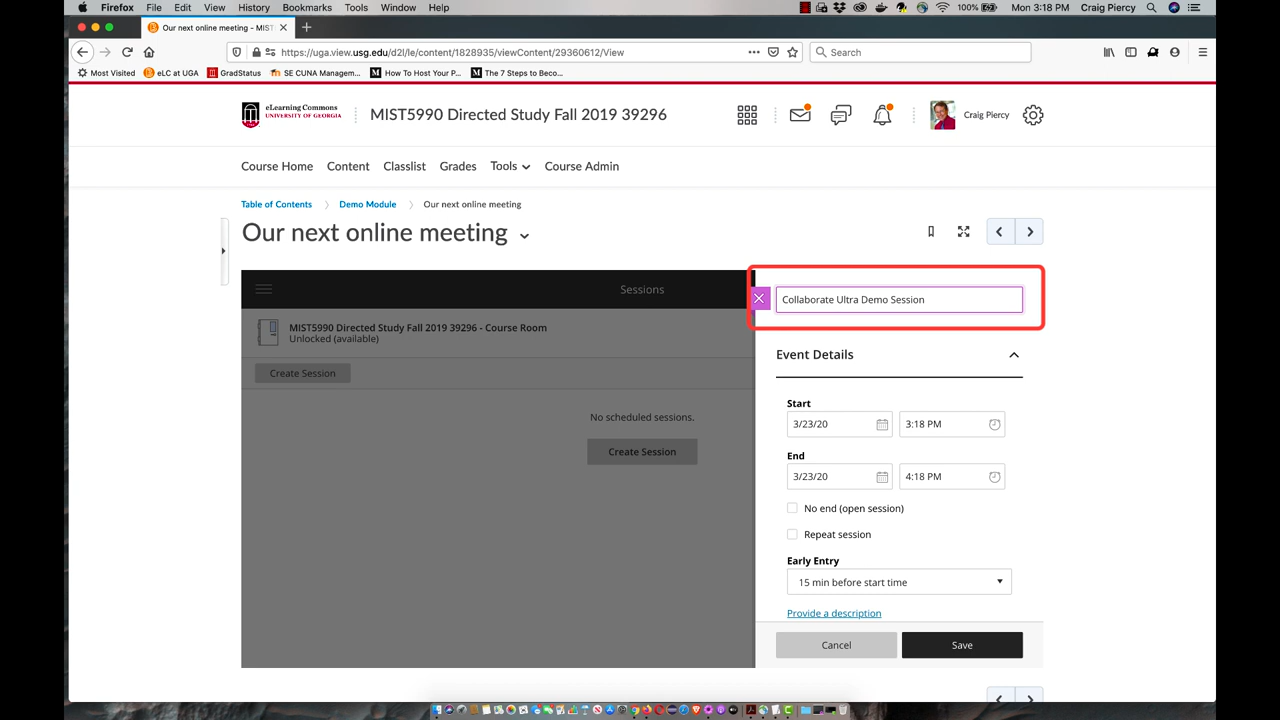 Firefox File Edit View History Bookmarks Tools Window Help 100% Mon 3:18 PM Craig Piercy
Our next online meeting - MIST
https://uga.view.usg.edu/d2l/le/content/1828935/viewContent/29360612/View Search
Most Visited eLC at UGA GradStatus SE CUNA Managem... How To Host Your P... The 7 Steps to Beco...
eLearning Commons
UNIVERSITY OF GEORGIA
MIST5990 Directed Study Fall 2019 39296
Craig Piercy
Course Home Content Classlist Grades Tools Course Admin
Table of Contents Demo Module Our next online meeting
Our next online meeting
Sessions
MIST5990 Directed Study Fall 2019 39296 - Course Room
Unlocked (available)
Create Session
No scheduled sessions.
Create Session
Collaborate Ultra Demo Session
Event Details
Start
3/23/20 3:18 PM
End
3/23/20 4:18 PM
No end (open session)
Repeat session
Early Entry
15 min before start time
Provide a description
Cancel Save